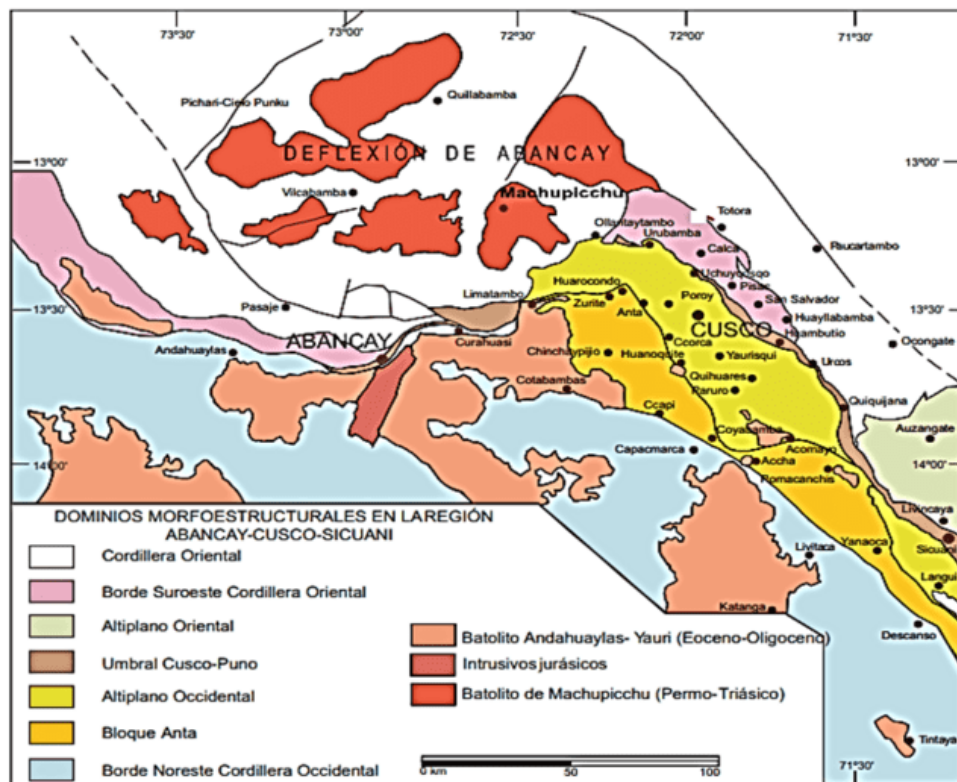 73°30'
73°00'
72°30'
72°00'
71°30'
Pichari-Cielo Punku
Quillabamba
13°00'
13°00'
DEFLEXIÓN DE ABANCAY
Vilcabamba
Machupicchu
Totora
Ollantaytambo
Urubamba
Calca
Paucartambo
Huarocondo
Pisac
Limatambo
Zurite
Poroy
San Salvador
Pasaje
Anta
13°30'
13°30'
Huayllabamba
CUSCO
Huambutio
ABANCAY
Curahuasi
Ccorca
Ocongate
Andahuaylas
Chinchaypijio
Huanoquite
Yaurisqui
Urcos
Quihuares
Cotabambas
Paruro
Quiquijana
Ccapi
Auzangate
Capacmarca
Acomayo
14°00'
14°00'
Accha
Pomacanchis
Livincaya
Sicuani
Livitaca
Yanaoca
Langui
Katanga
Descanso
Tintaya
71°30'
DOMINIOS MORFOESTRUCTURALES EN LAREGIÓN
ABANCAY-CUSCO-SICUANI
Cordillera Oriental
Borde Suroeste Cordillera Oriental
Altiplano Oriental
Umbral Cusco-Puno
Altiplano Occidental
Bloque Anta
Borde Noreste Cordillera Occidental
Batolito Andahuaylas- Yauri (Eoceno-Oligoceno)
Intrusivos jurásicos
Batolito de Machupicchu (Permo-Triásico)
0 km
50
100